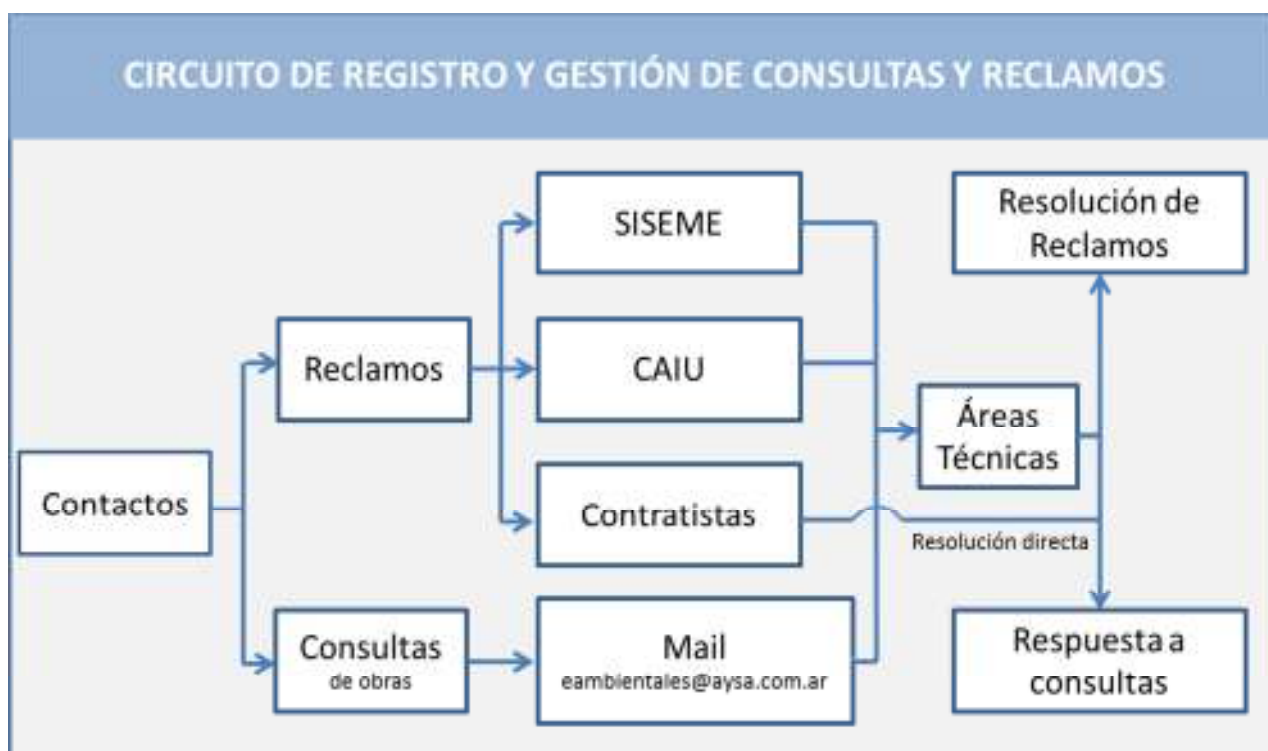 CIRCUITO DE REGISTRO Y GESTIÓN DE CONSULTAS Y RECLAMOS
Contactos
Reclamos
Consultas
de obras
SISEME
CAIU
Contratistas
Mail
eambientales@aysa.com.ar
Áreas
Técnicas
Resolución directa
Resolución de
Reclamos
Respuesta a
consultas